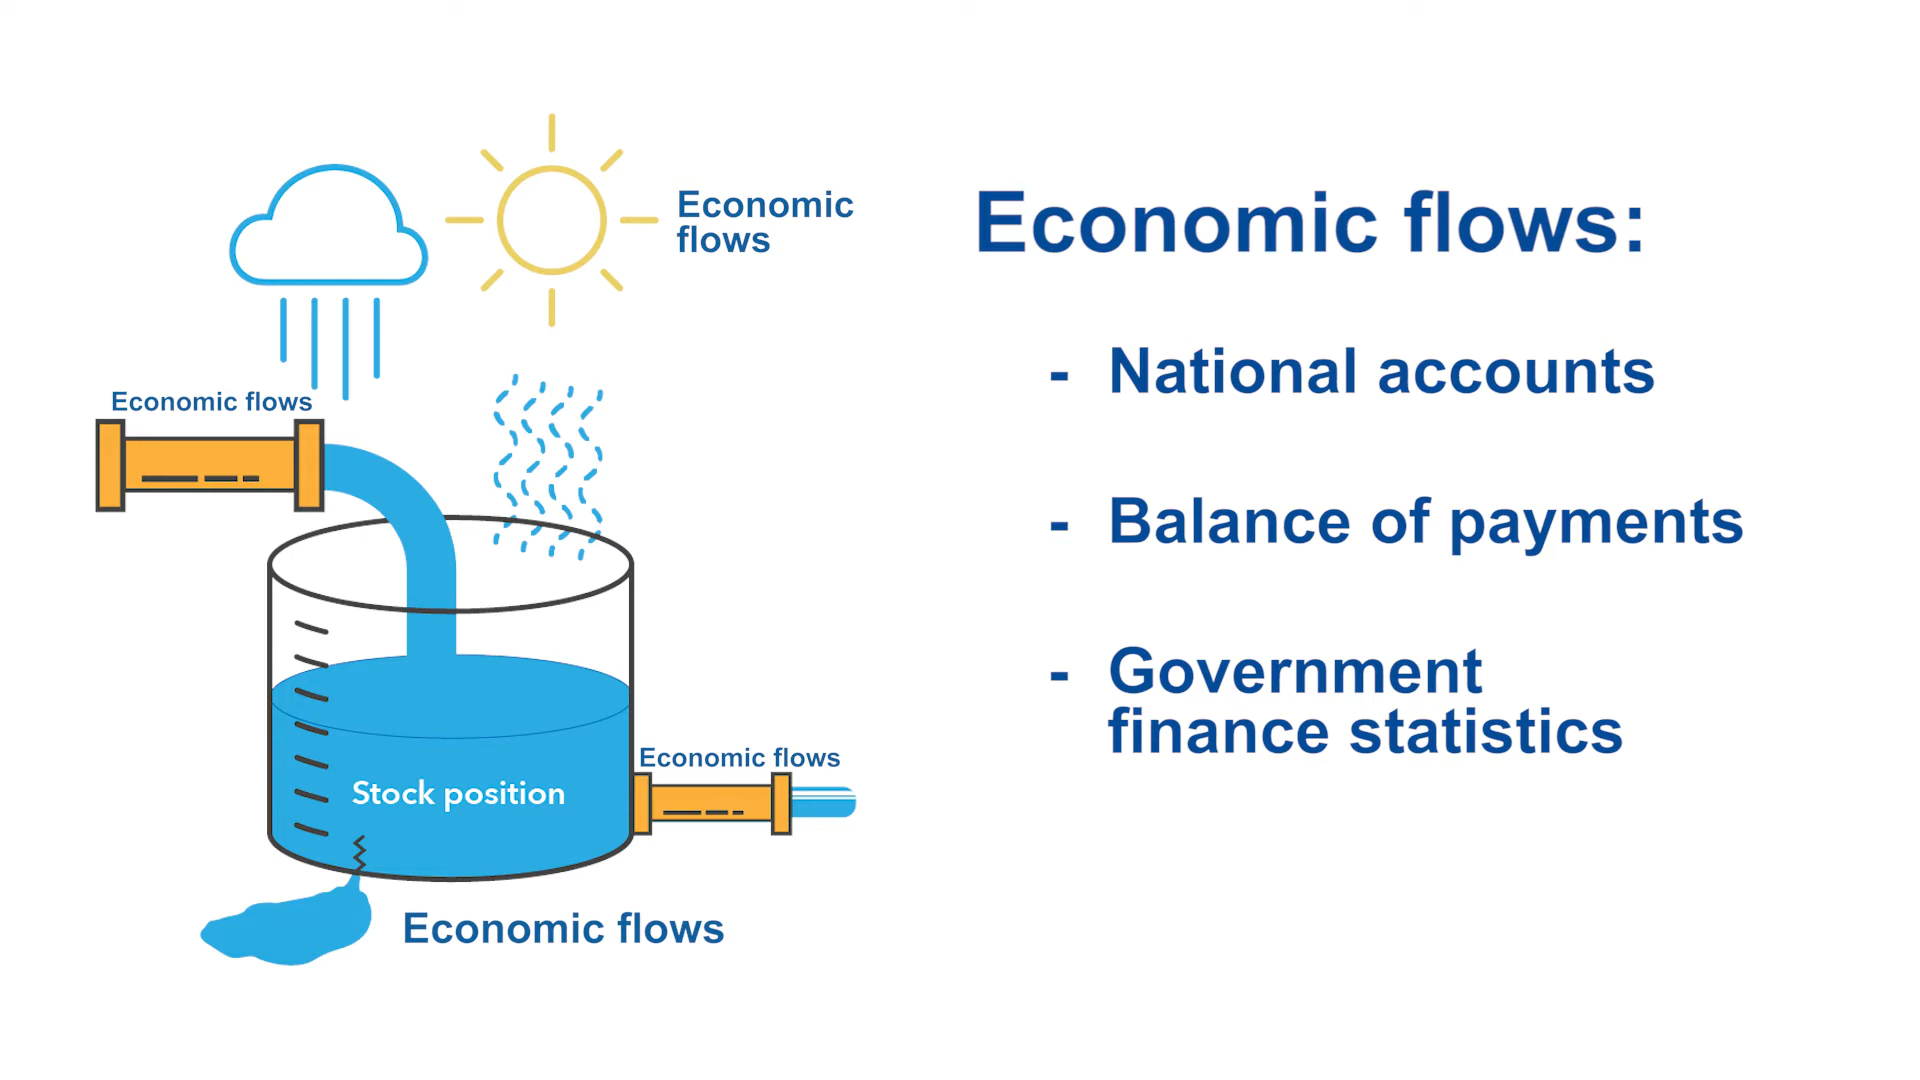 Economic
flows
Economic flows
Stock position
Economic flows
Economic flows
Economic flows:
- National accounts
- Balance of payments
- Government
finance statistics